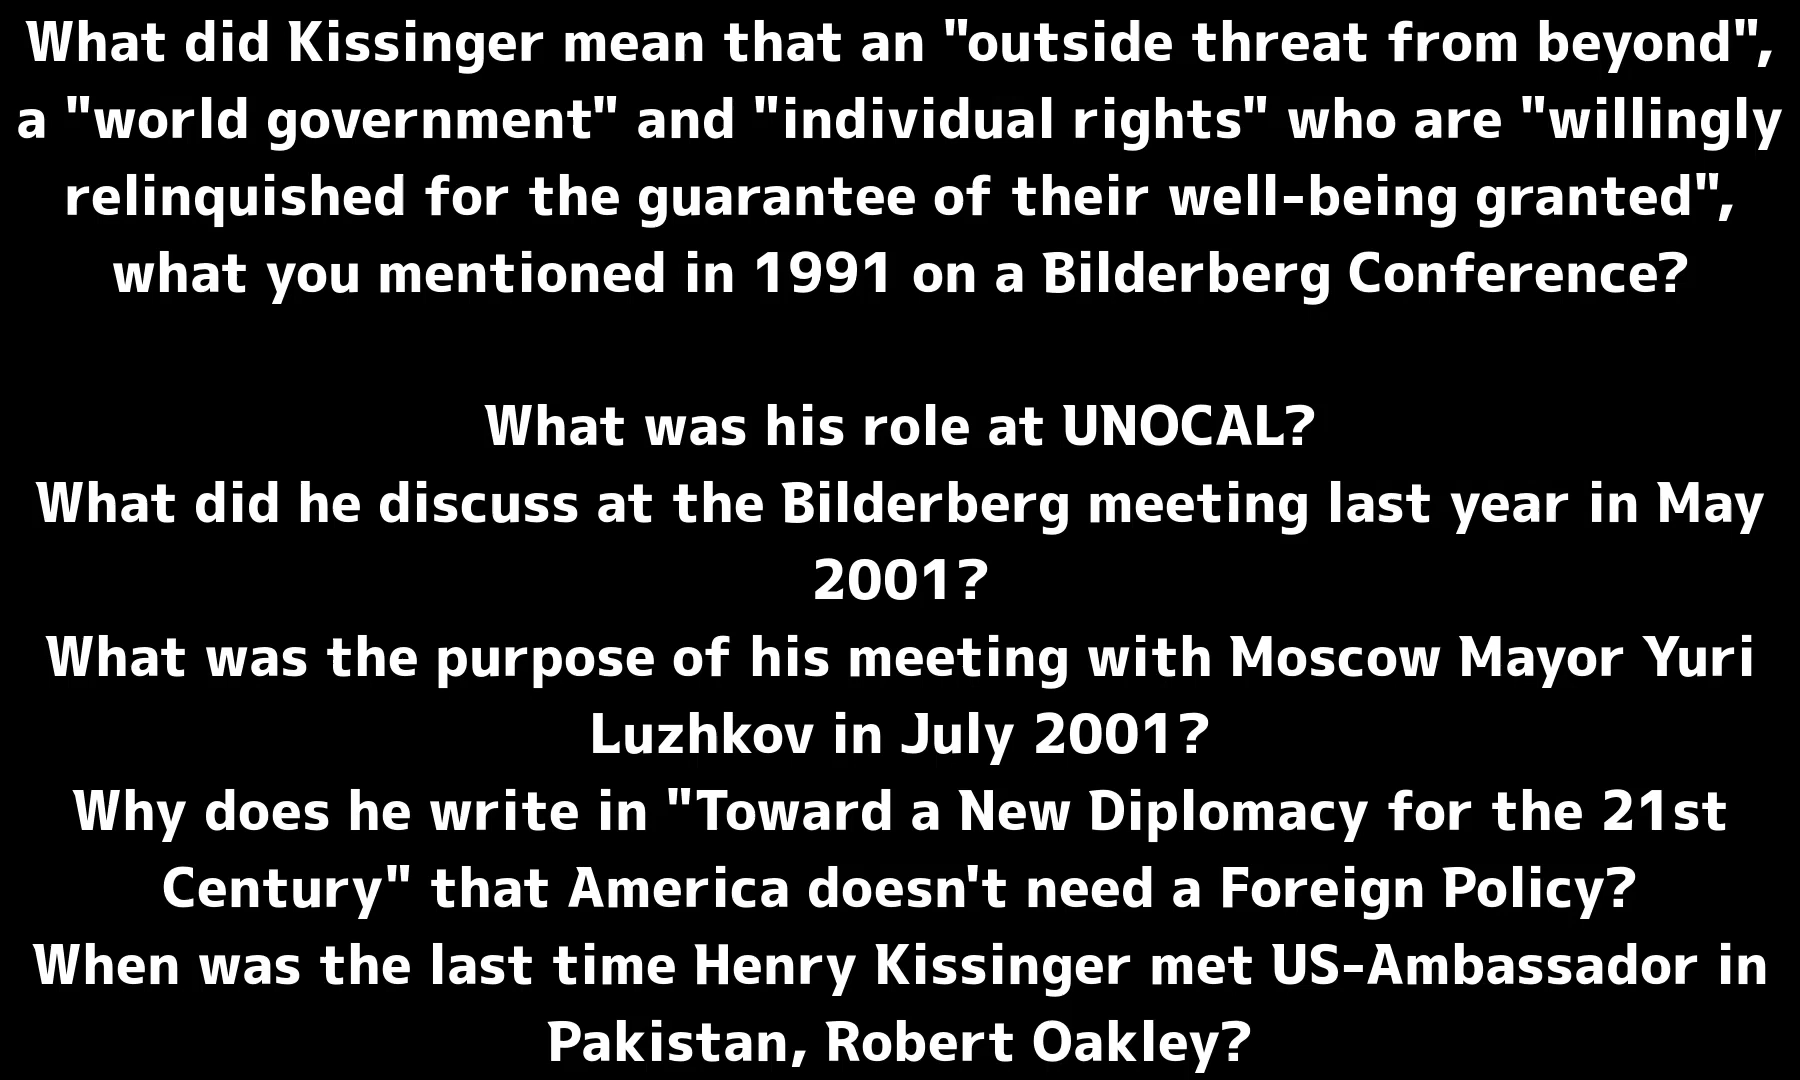 What did Kissinger mean that an "outside threat from beyond",
a "world government" and "individual rights" who are "willingly
relinquished for the guarantee of their well-being granted",
what you mentioned in 1991 on a Bilderberg Conference?
What was his role at UNOCAL?
What did he discuss at the Bilderberg meeting last year in May
2001?
What was the purpose of his meeting with Moscow Mayor Yuri
Luzhkov in July 2001?
Why does he write in "Toward a New Diplomacy for the 21st
Century" that America doesn't need a Foreign Policy?
When was the last time Henry Kissinger met US-Ambassador in
Pakistan, Robert Oakley?